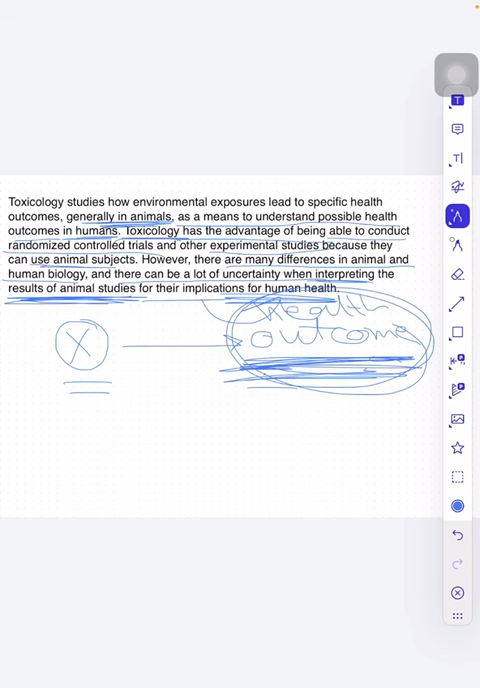 Toxicology studies how environmental exposures lead to specific health
outcomes, generally in animals, as a means to understand possible health
outcomes in humans. Toxicology has the advantage of being able to conduct
randomized controlled trials and other experimental studies because they
can use animal subjects. However, there are many differences in animal and
human biology, and there can be a lot of uncertainty when interpreting the
results of animal studies for their implications for human health.
Health
outcome
X